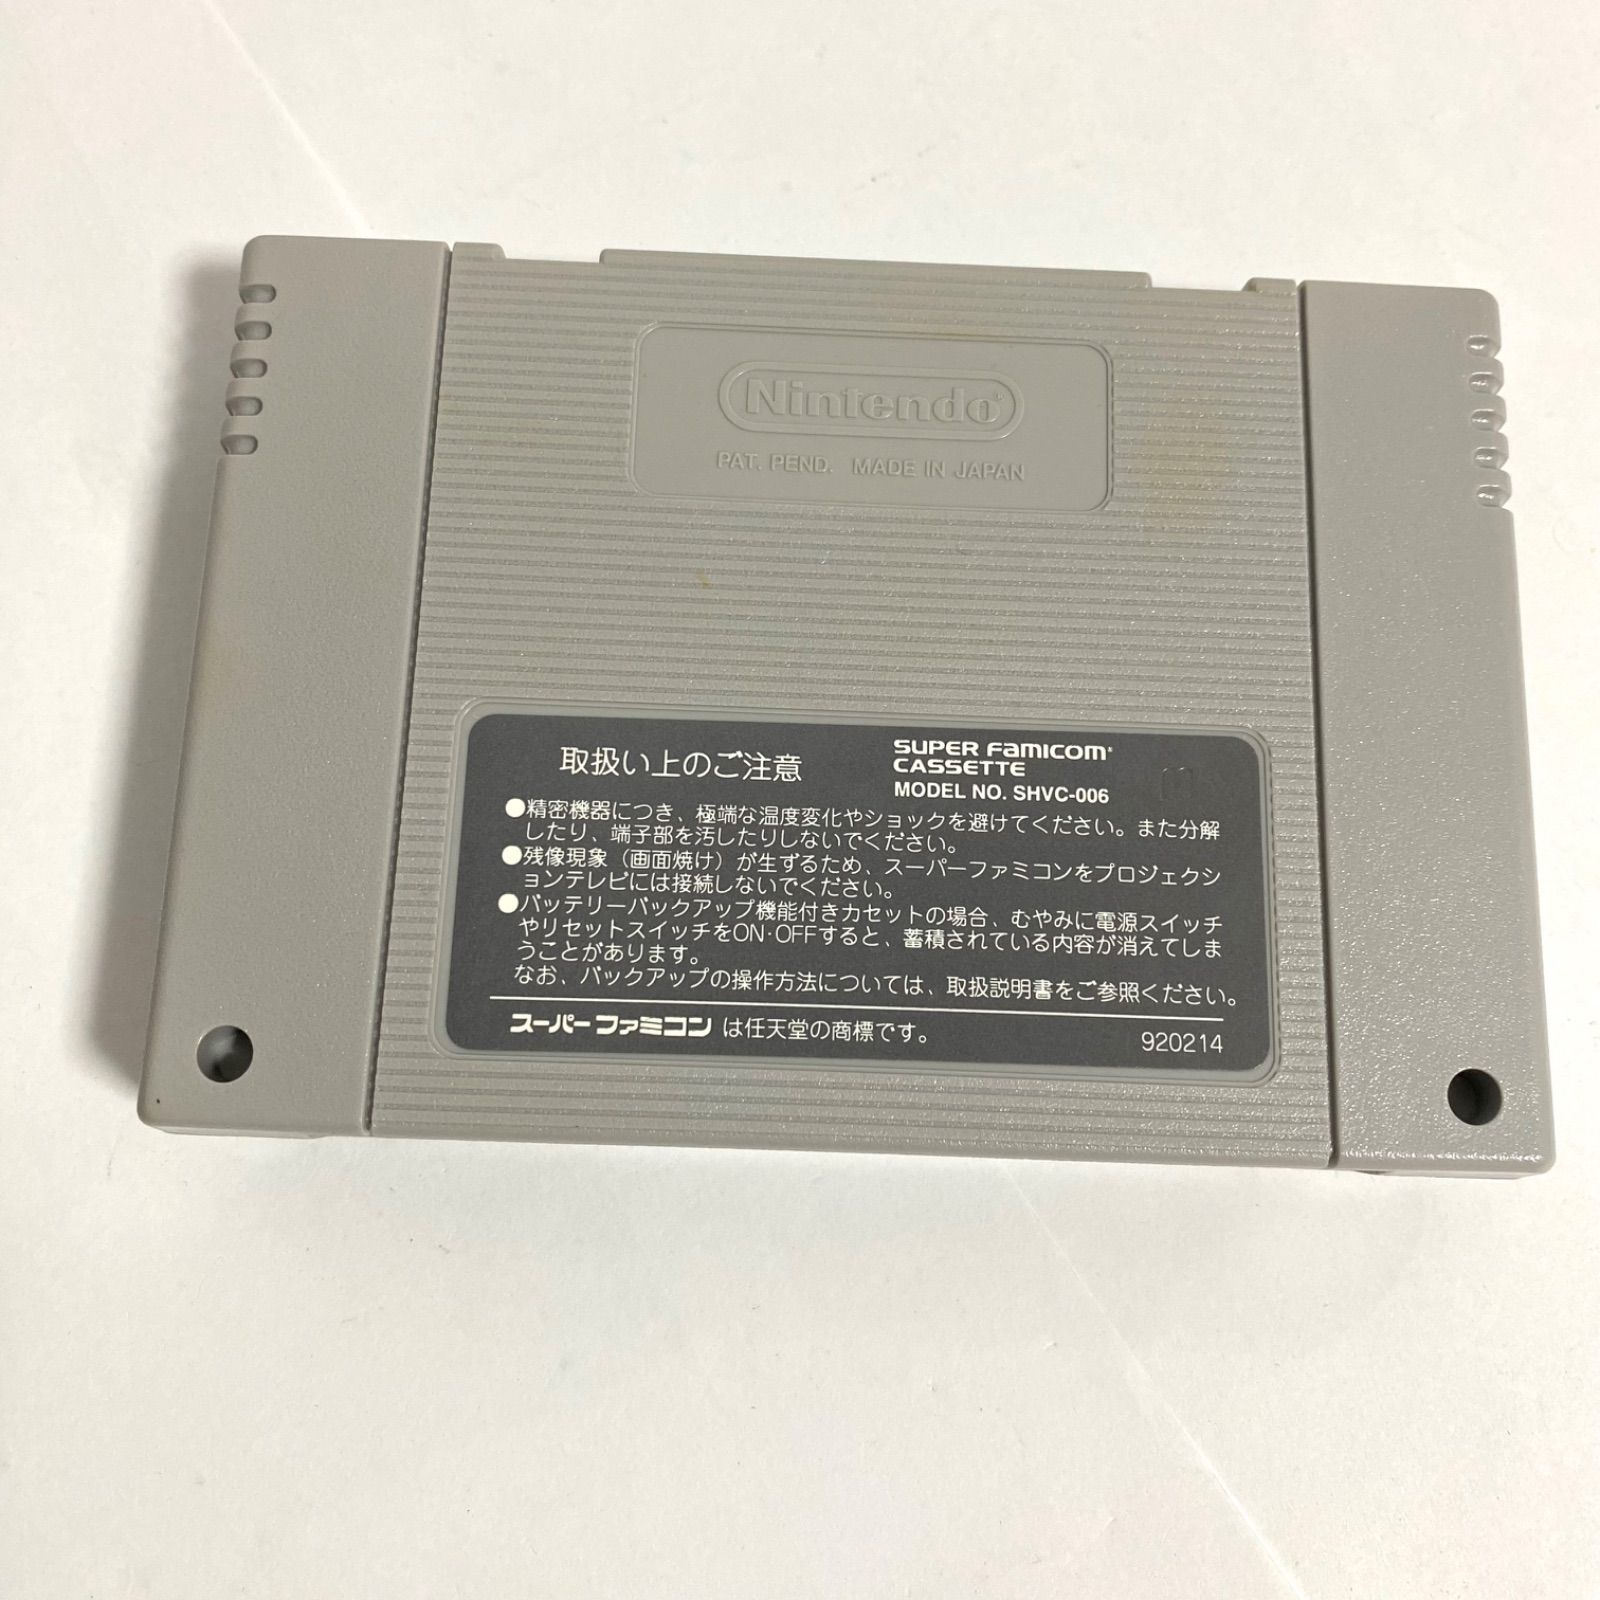 Nintendo®
PAT. PEND. MADE IN JAPAN
取扱い上のご注意
SUPER FAMICOM®
CASSETTE
MODEL NO. SHVC-006
●精密機器につき、極端な温度変化やショックを避けてください。また分解
したり、端子部を汚したりしないでください。
●残像現象（画面焼け）が生ずるため、スーパーファミコンをプロジェクシ
ョンテレビには接続しないでください。
●バッテリーバックアップ機能付きカセットの場合、むやみに電源スイッチ
やリセットスイッチをON·OFFすると、蓄積されている内容が消えてしま
うことがあります。
なお、バックアップの操作方法については、取扱説明書をご参照ください。
スーパーファミコン は任天堂の商標です。
920214